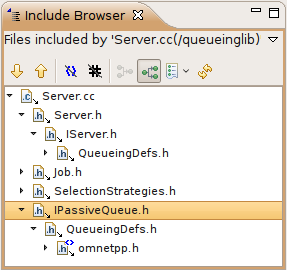 Include Browser
Files included by 'Server.cc(/queueinglib)
Server.cc
Server.h
IServer.h
QueueingDefs.h
Job.h
SelectionStrategies.h
IPassiveQueue.h
QueueingDefs.h
omnetpp.h